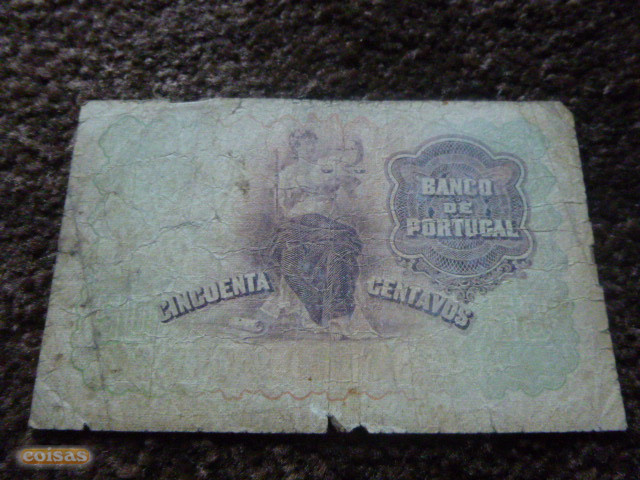 BANCO
DE
PORTUGAL
CINCOENTA CENTAVOS
coisas